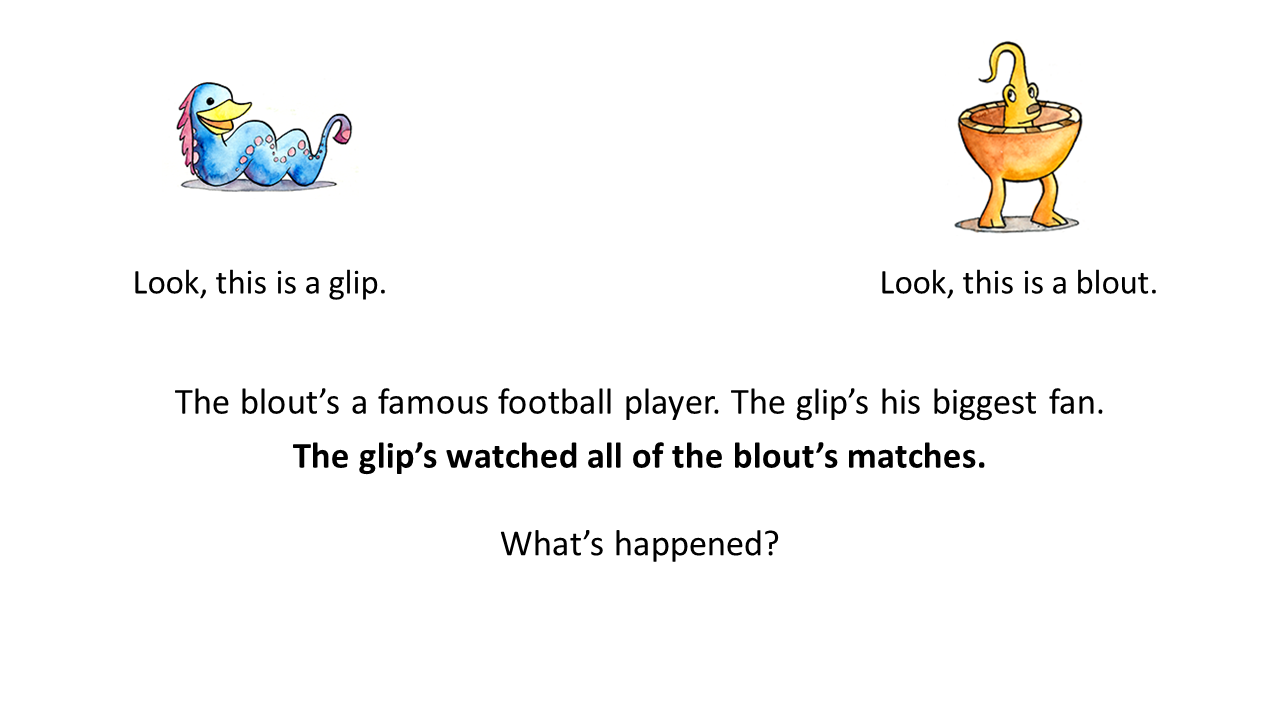 Look, this is a glip.
Look, this is a blout.
The blout’s a famous football player. The glip’s his biggest fan.
The glip’s watched all of the blout’s matches.
What’s happened?